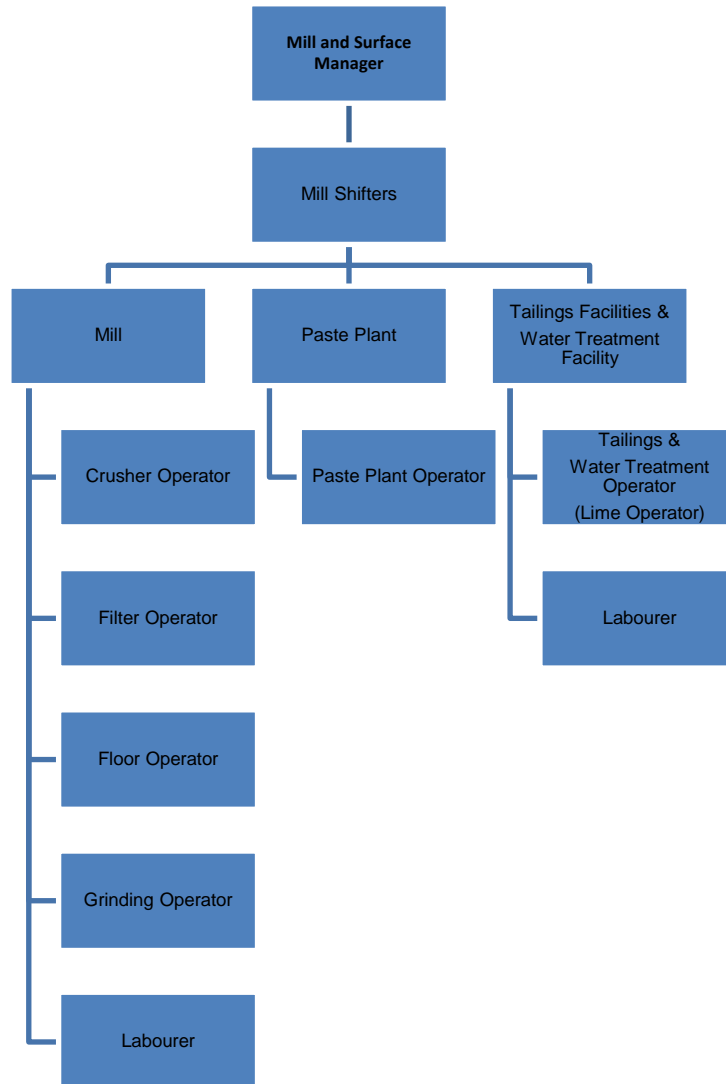 Mill and Surface
Manager
Mill Shifters
Mill
Paste Plant
Tailings Facilities &
Water Treatment
Facility
Crusher Operator
Paste Plant Operator
Tailings &
Water Treatment
Operator
(Lime Operator)
Filter Operator
Labourer
Floor Operator
Grinding Operator
Labourer